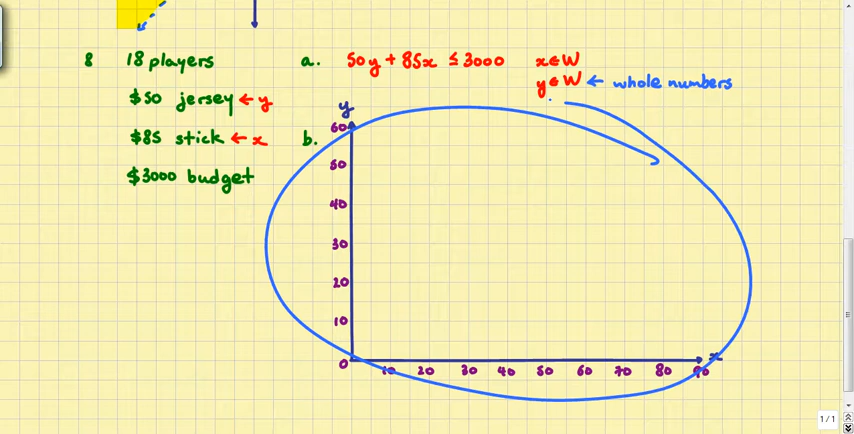 8 18 players a. 50y + 85x ≤ 3000 x∈W
$50 jersey ← y y∈W ← whole numbers
$85 stick ← x b. y
$3000 budget
60
50
40
30
20
10
0 10 20 30 40 50 60 70 80 90 x
1/1